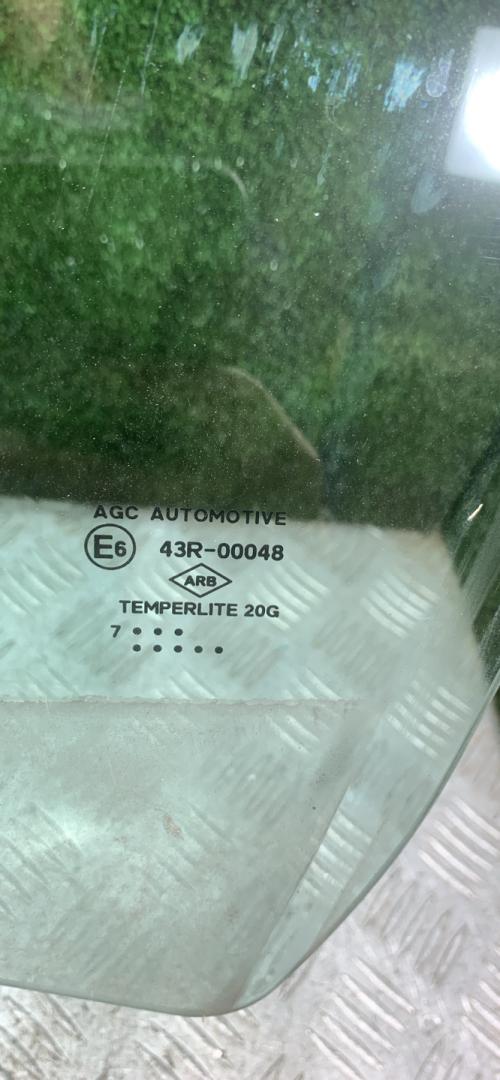 AGC AUTOMOTIVE
E6 43R-00048
ARB
TEMPERLITE 20G
7 • • •
• • • • •